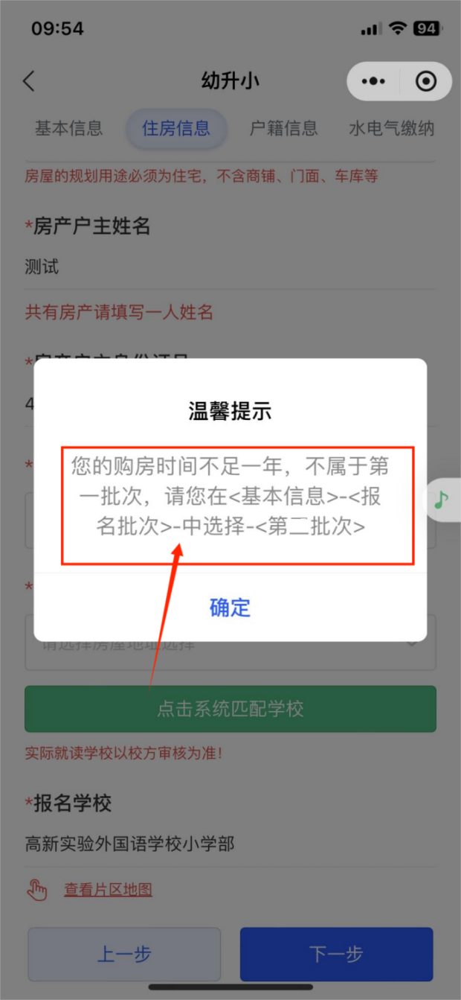 09:54
94
幼升小
基本信息
住房信息
户籍信息
水电气缴纳
房屋的规划用途必须为住宅，不含商铺、门面、车库等
*房产户主姓名
测试
共有房产请填写一人姓名
*房产户主身份证号
4
温馨提示
您的购房时间不足一年，不属于第
一批次，请您在<基本信息>-<报
名批次>-中选择-<第二批次>
确定
*
*
请选择房屋地址选择
点击系统匹配学校
实际就读学校以校方审核为准！
*报名学校
高新实验外国语学校小学部
查看片区地图
上一步
下一步